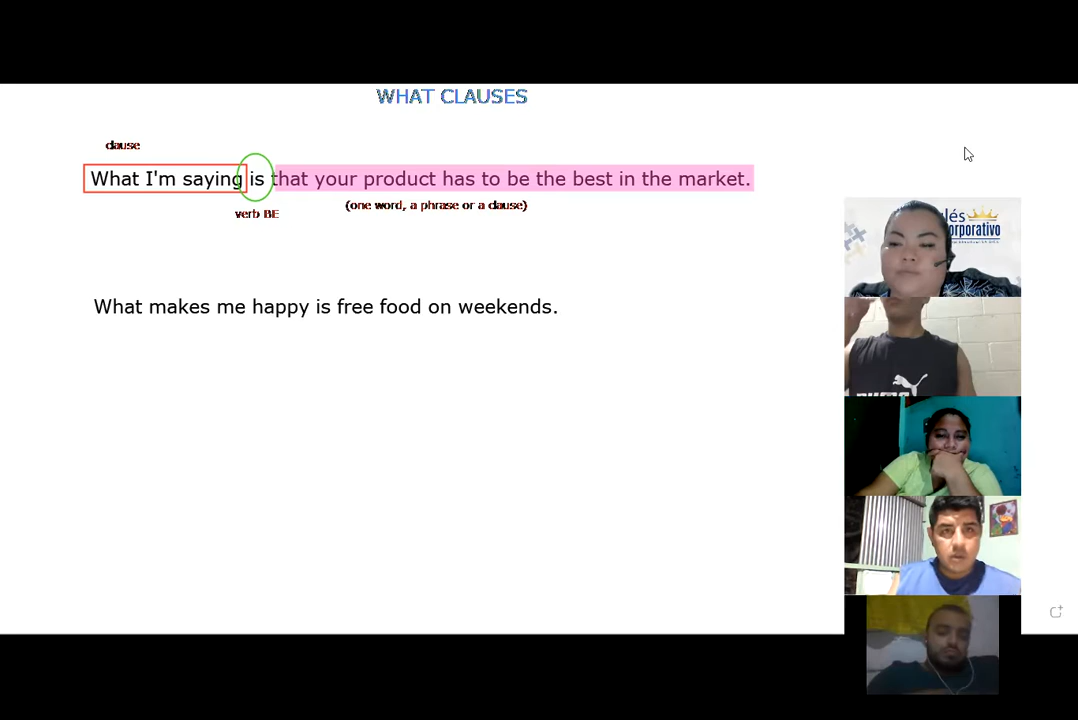 WHAT CLAUSES
clause
What I'm saying is that your product has to be the best in the market.
verb BE
(one word, a phrase or a clause)
What makes me happy is free food on weekends.
lés
orporativo
PUMA